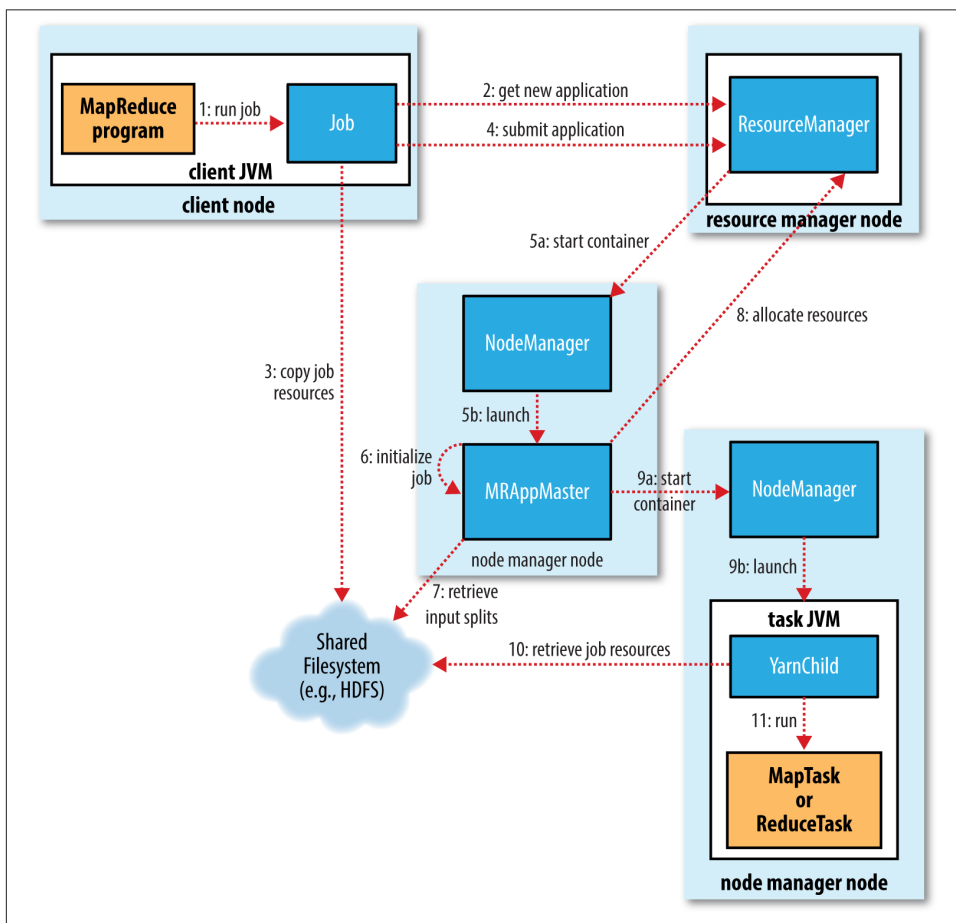 MapReduce
program
1: run job
Job
client JVM
client node
2: get new application
4: submit application
ResourceManager
resource manager node
5a: start container
8: allocate resources
3: copy job
resources
NodeManager
5b: launch
6: initialize
job
MRAppMaster
node manager node
9a: start
container
NodeManager
9b: launch
7: retrieve
input splits
Shared
Filesystem
(e.g., HDFS)
10: retrieve job resources
task JVM
YarnChild
11: run
MapTask
or
ReduceTask
node manager node